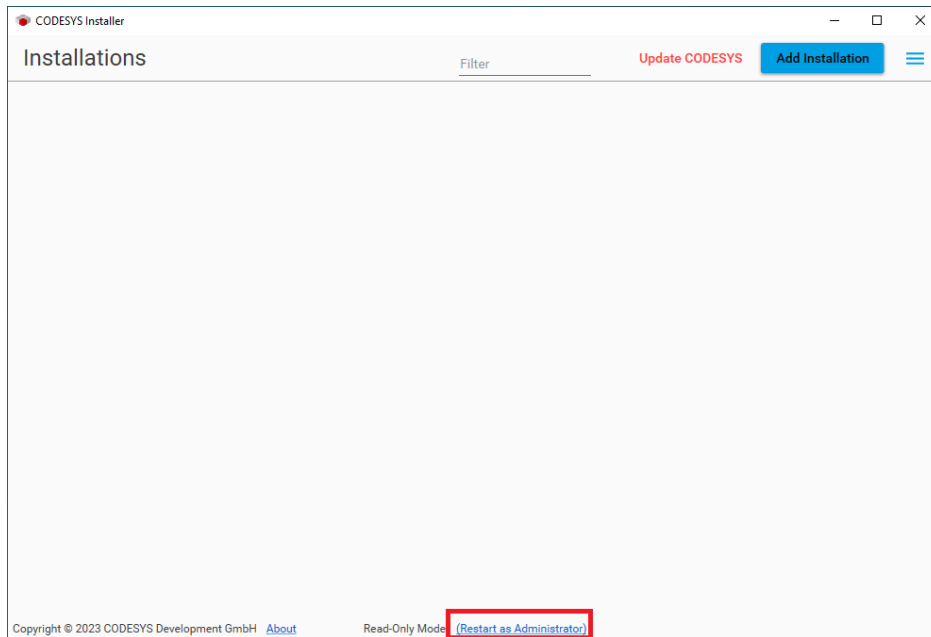 CODESYS Installer
Installations
Filter
Update CODESYS
Add Installation
Copyright © 2023 CODESYS Development GmbH About
Read-Only Mode (Restart as Administrator)